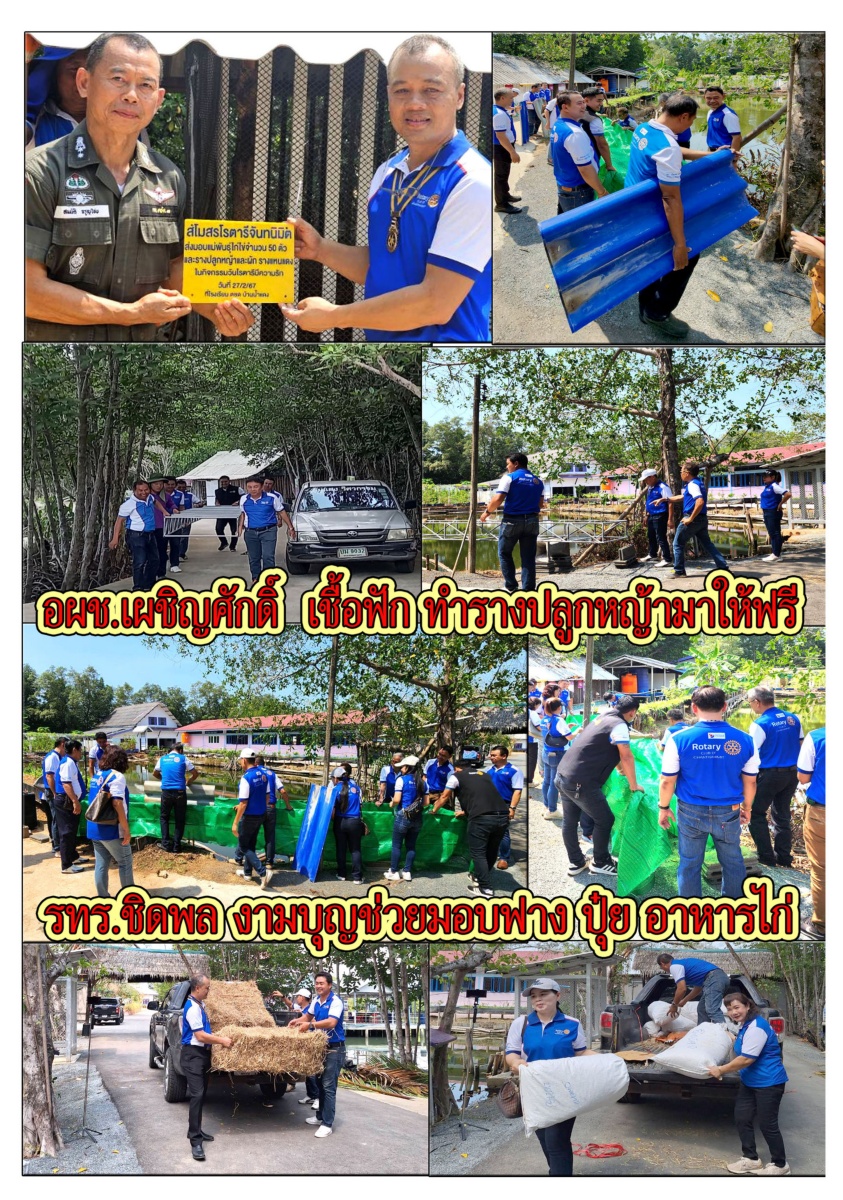 สโมสรโรตารีจันทนิมิต
ส่งมอบแม่พันธุ์ไก่ไข่จำนวน 50 ตัว
และรางปลูกหญ้าและผัก รางแหนแดง
ในกิจกรรมวันโรตารีมีความรัก
วันที่ 27/2/67
ที่โรงเรียน ตชด บ้านน้ำแดง
อผช.เผชิญศักดิ์ เชื้อฟัก ทำรางปลูกหญ้ามาให้ฟรี
Rotary
รทร.ชิดพล งามบุญช่วยมอบฟาง ปุ๋ย อาหารไก่